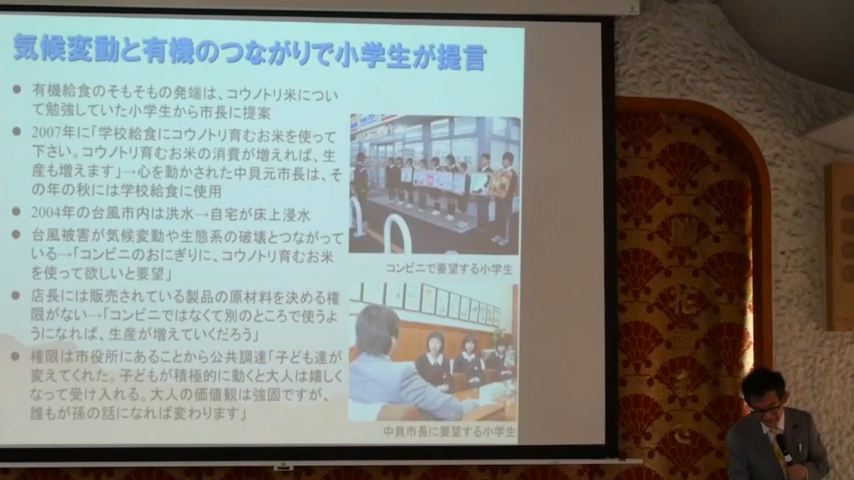 気候変動と有機のつながりで小学生が提言
● 有機給食のそもそもの発端は、コウノトリ米につい
て勉強していた小学生から市長に提案
● 2007年に「学校給食にコウノトリ育むお米を使って
下さい。コウノトリ育むお米の消費が増えれば、生
産も増えます」→心を動かされた中貝元市長は、そ
の年の秋には学校給食に使用
● 2004年の台風市内は洪水→自宅が床上浸水
● 台風被害が気候変動や生態系の破壊とつながって
いる→「コンビニのおにぎりに、コウノトリ育むお米
を使って欲しいと要望」
● 店長には販売されている製品の原材料を決める権
限がない→「コンビニではなくて別のところで使うよ
うになれば、生産が増えていくだろう」
● 権限は市役所にあることから公共調達「子ども達が
変えてくれた。子どもが積極的に動くと大人は嬉しく
なって受け入れる。大人の価値観は強固ですが、
誰もが孫の話になれば変わります」
コンビニで要望する小学生
中貝市長に要望する小学生